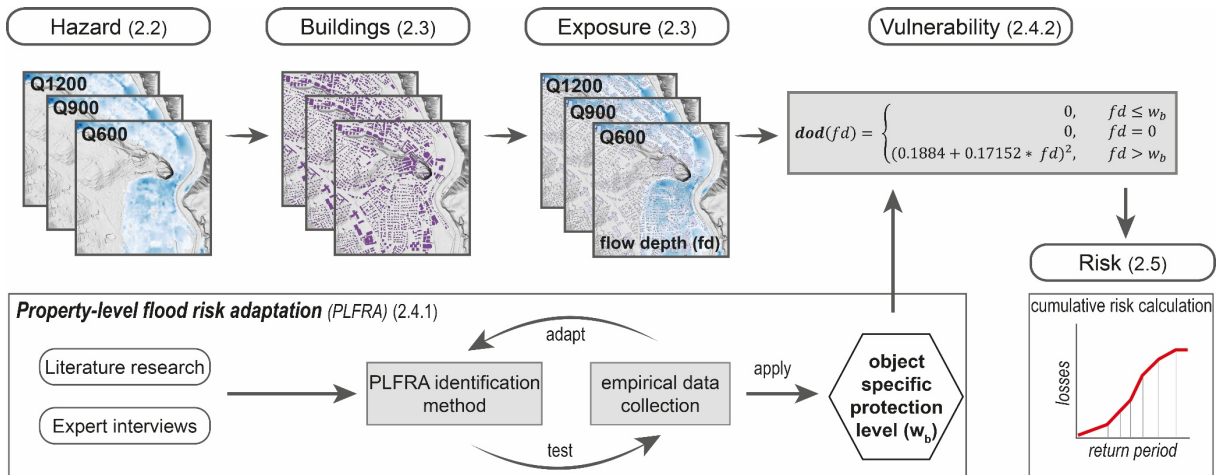 Hazard (2.2)
Buildings (2.3)
Exposure (2.3)
Vulnerability (2.4.2)
Q1200
Q900
Q600
Q1200
Q900
Q600
flow depth (fd)
dod(fd) = { 0, fd ≤ w_b
0, fd = 0
(0.1884 + 0.17152 * fd)², fd > w_b
Risk (2.5)
cumulative risk calculation
losses
return period
Property-level flood risk adaptation (PLFRA) (2.4.1)
Literature research
Expert interviews
PLFRA identification
method
adapt
test
empirical data
collection
apply
object
specific
protection
level (w_b)